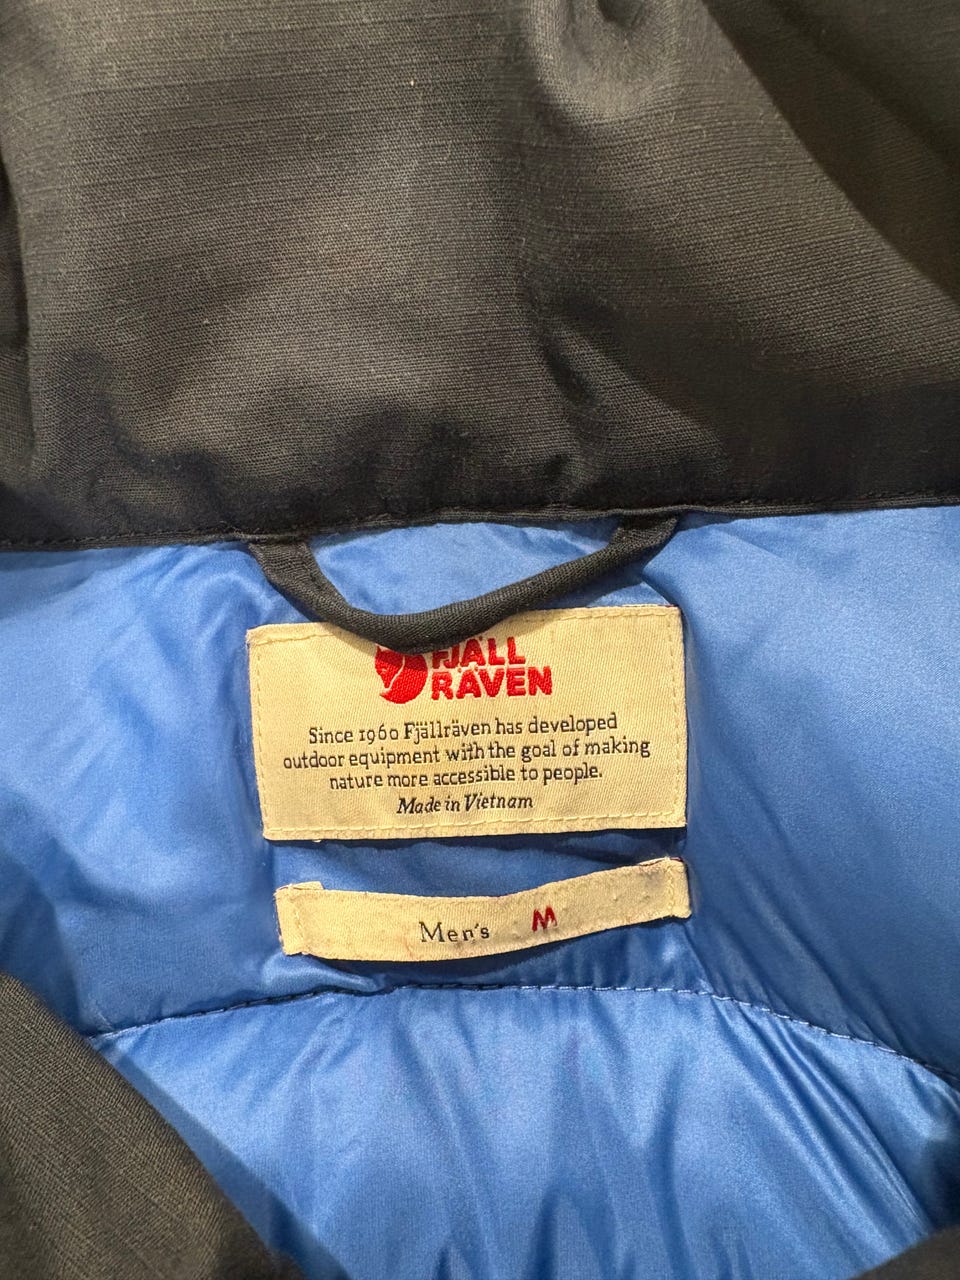 FJÄLL
RÄVEN
Since 1960 Fjällräven has developed
outdoor equipment with the goal of making
nature more accessible to people.
Made in Vietnam
Men's M